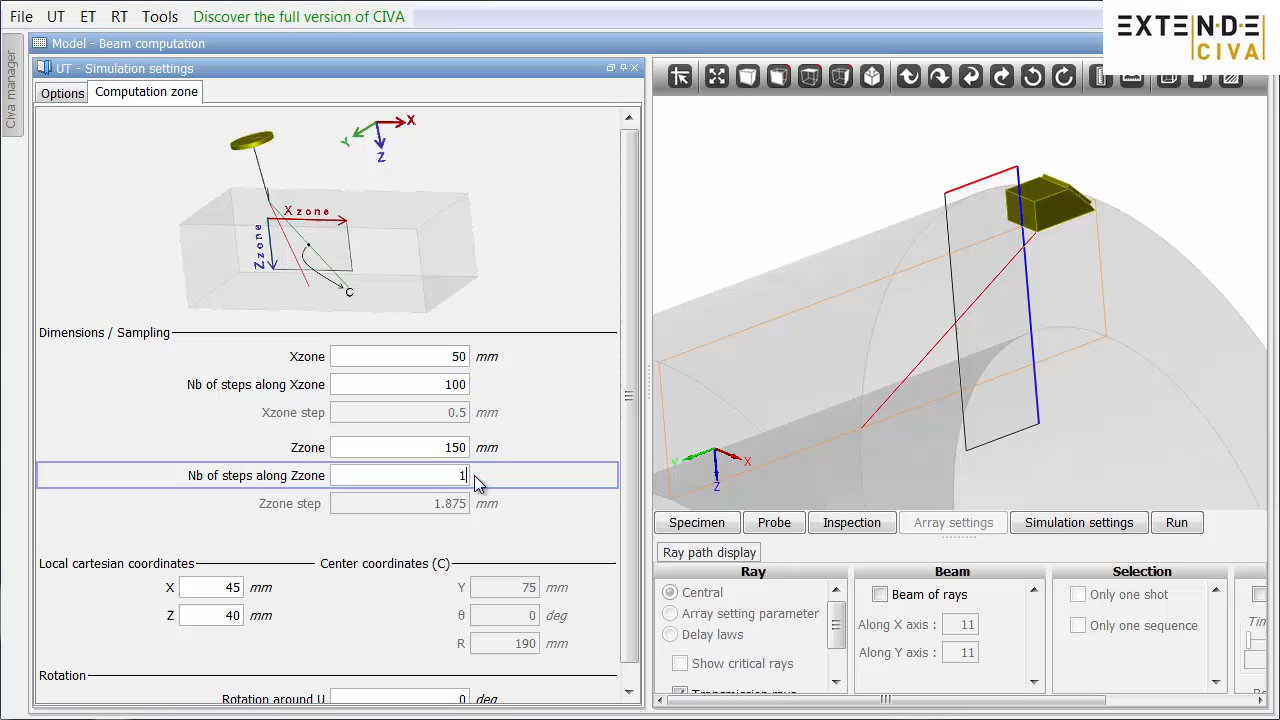 File UT ET RT Tools Discover the full version of CIVA
EXTENDE
CIVA
Civa manager
Model - Beam computation
UT - Simulation settings
Options Computation zone
X
Y
Z
Xzone
Zzone
C
Dimensions / Sampling
Xzone 50 mm
Nb of steps along Xzone 100
Xzone step 0.5 mm
Zzone 150 mm
Nb of steps along Zzone 1
Zzone step 1.875 mm
Local cartesian coordinates Center coordinates (C)
X 45 mm Y 75 mm
Z 40 mm θ 0 deg
R 190 mm
Rotation
Rotation around U 0 deg
Y X
Z
Specimen Probe Inspection Array settings Simulation settings Run
Ray path display
Ray Beam Selection
Central Beam of rays Only one shot
Array setting parameter Along X axis : 11 Only one sequence
Delay laws Along Y axis : 11
Show critical rays
Transmission rays